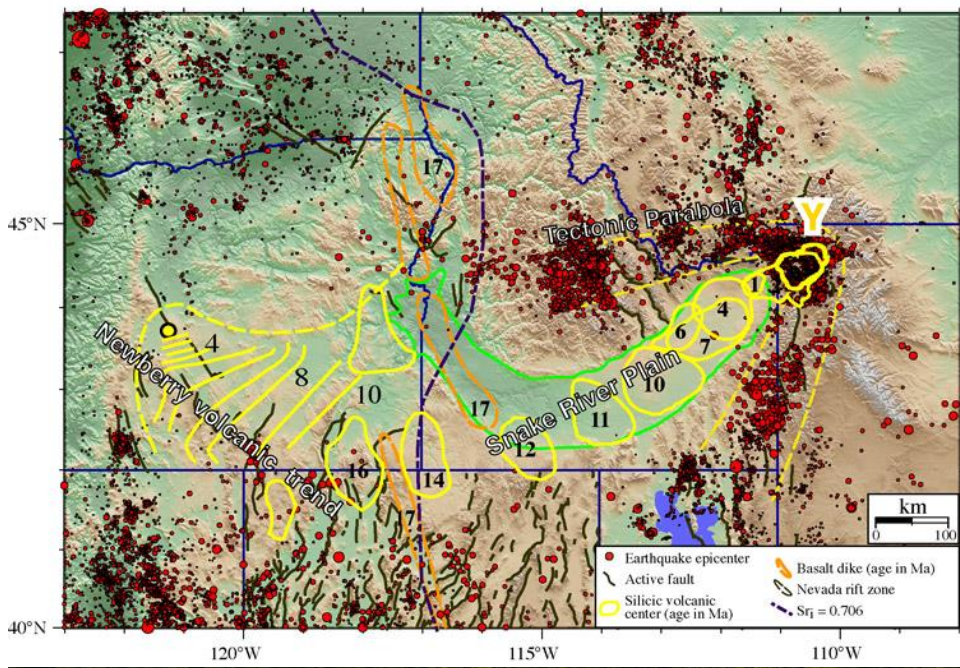 45°N
40°N
120°W
115°W
110°W
Tectonic Parabola
Y
17
1
4
6
7
Snake River Plain
10
11
12
17
4
8
10
Newberry volcanic trend
16
14
17
km
0
100
Earthquake epicenter
Active fault
Silicic volcanic
center (age in Ma)
Basalt dike (age in Ma)
Nevada rift zone
Sri = 0.706